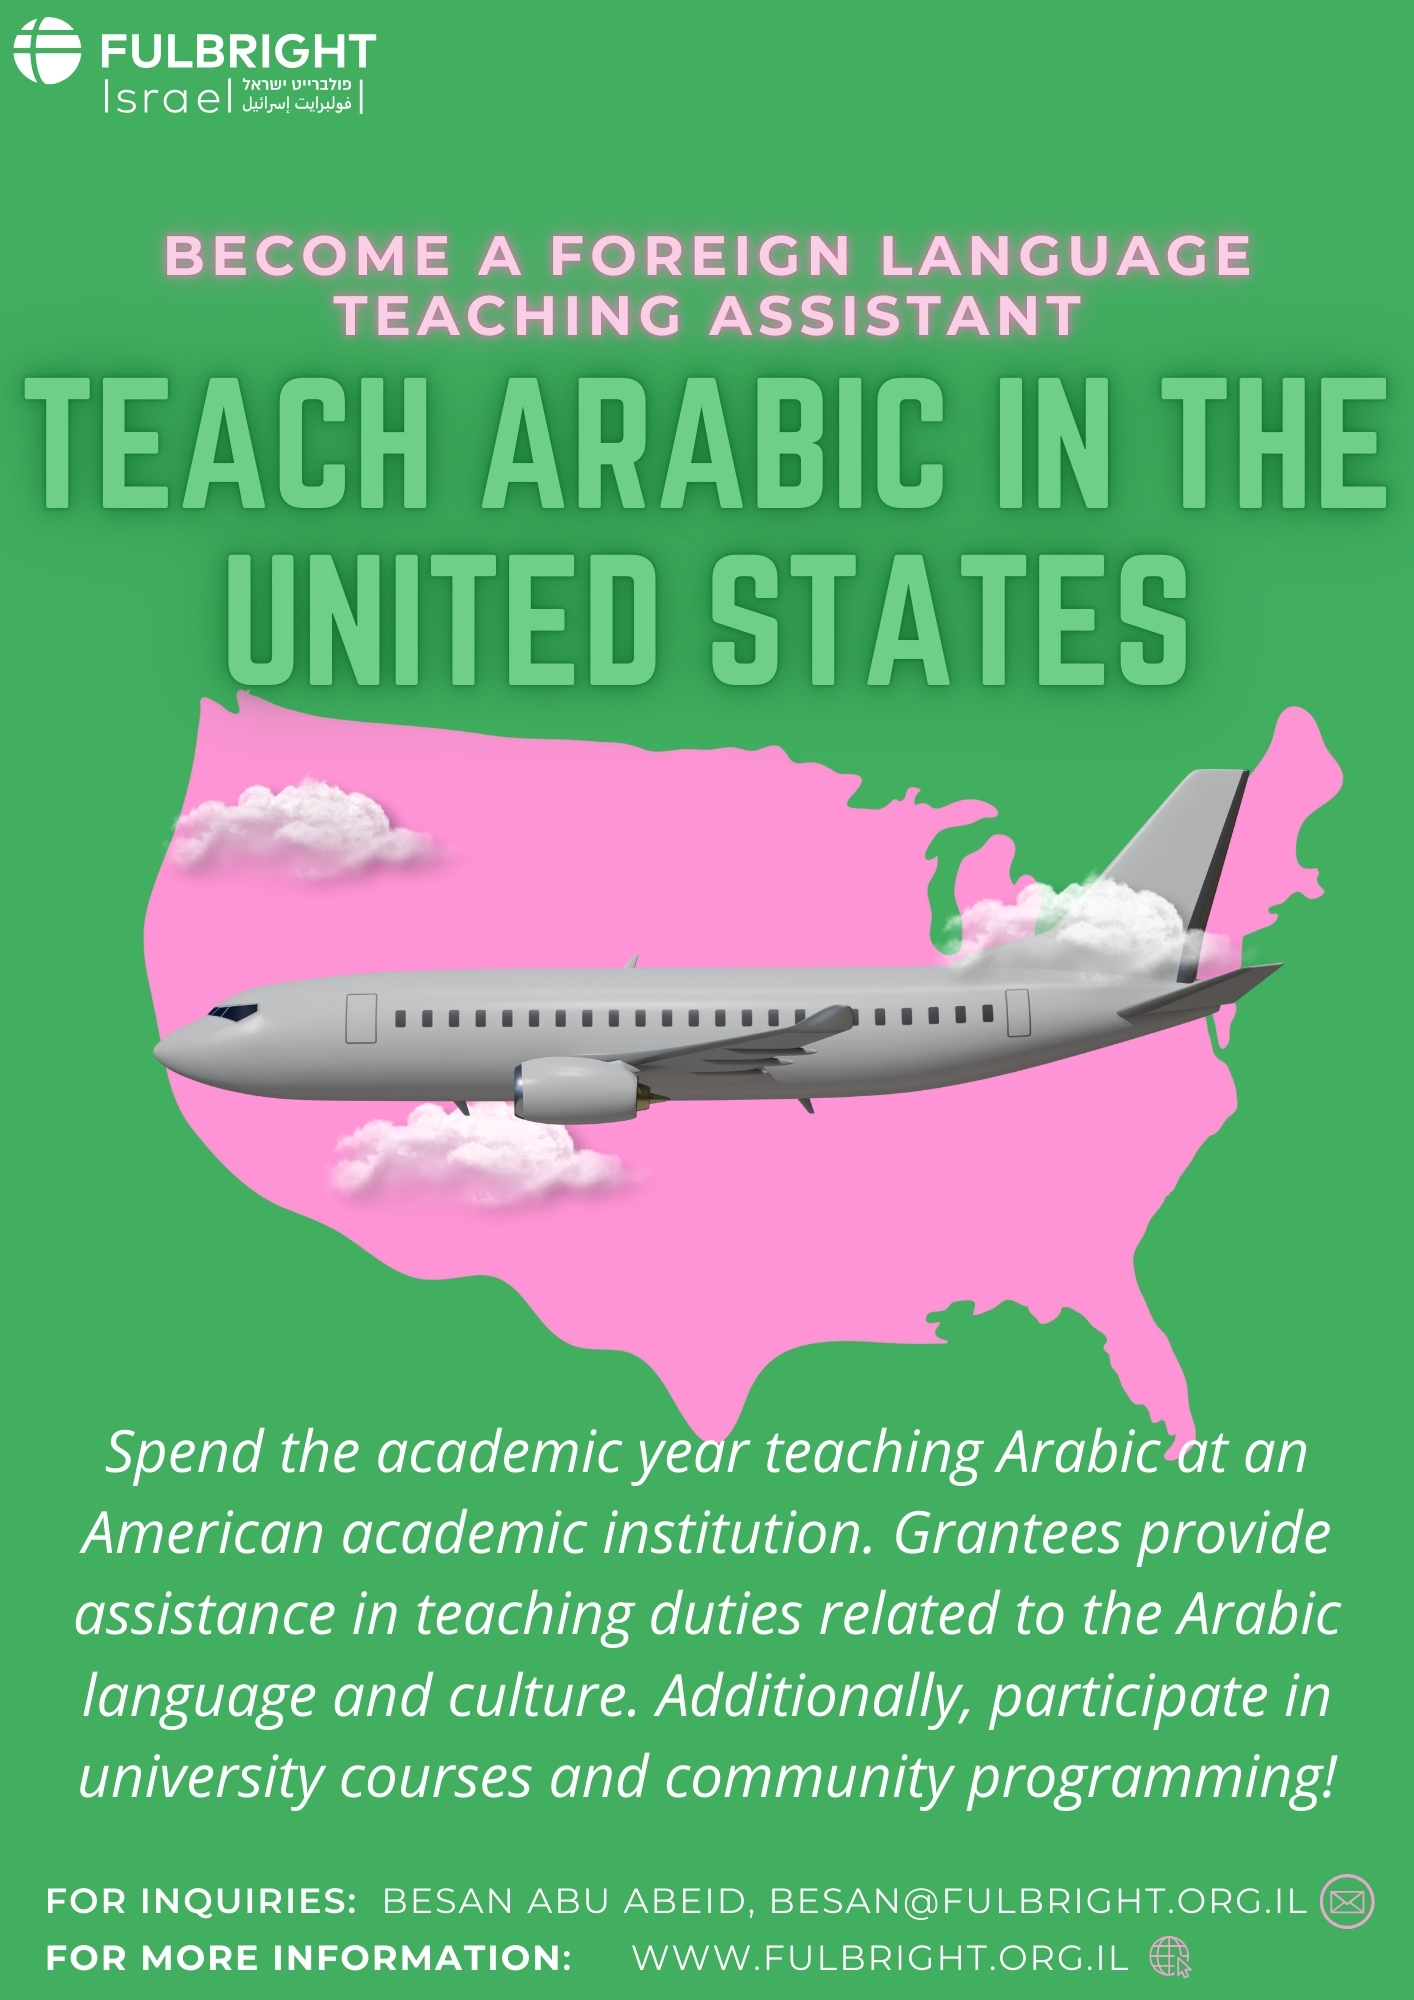 FULBRIGHT
Israel
פולברייט ישראל
فولبرايت إسرائيل
BECOME A FOREIGN LANGUAGE
TEACHING ASSISTANT
TEACH ARABIC IN THE
UNITED STATES
Spend the academic year teaching Arabic at an
American academic institution. Grantees provide
assistance in teaching duties related to the Arabic
language and culture. Additionally, participate in
university courses and community programming!
FOR INQUIRIES: BESAN ABU ABEID, BESAN@FULBRIGHT.ORG.IL
FOR MORE INFORMATION: WWW.FULBRIGHT.ORG.IL